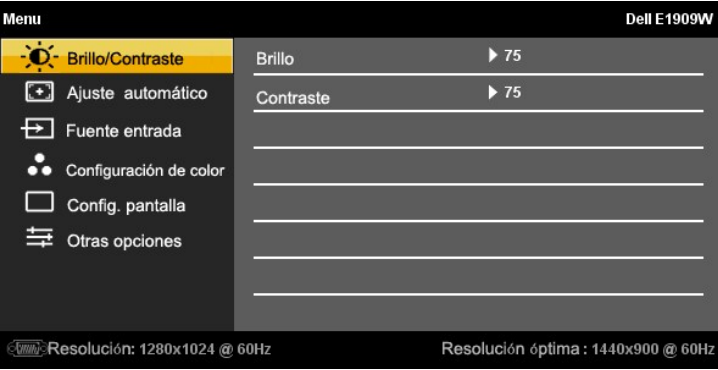 Menu Dell E1909W
Brillo/Contraste
Ajuste automático
Fuente entrada
Configuración de color
Config. pantalla
Otras opciones
Brillo 75
Contraste 75
Resolución: 1280x1024 @ 60Hz Resolución óptima : 1440x900 @ 60Hz